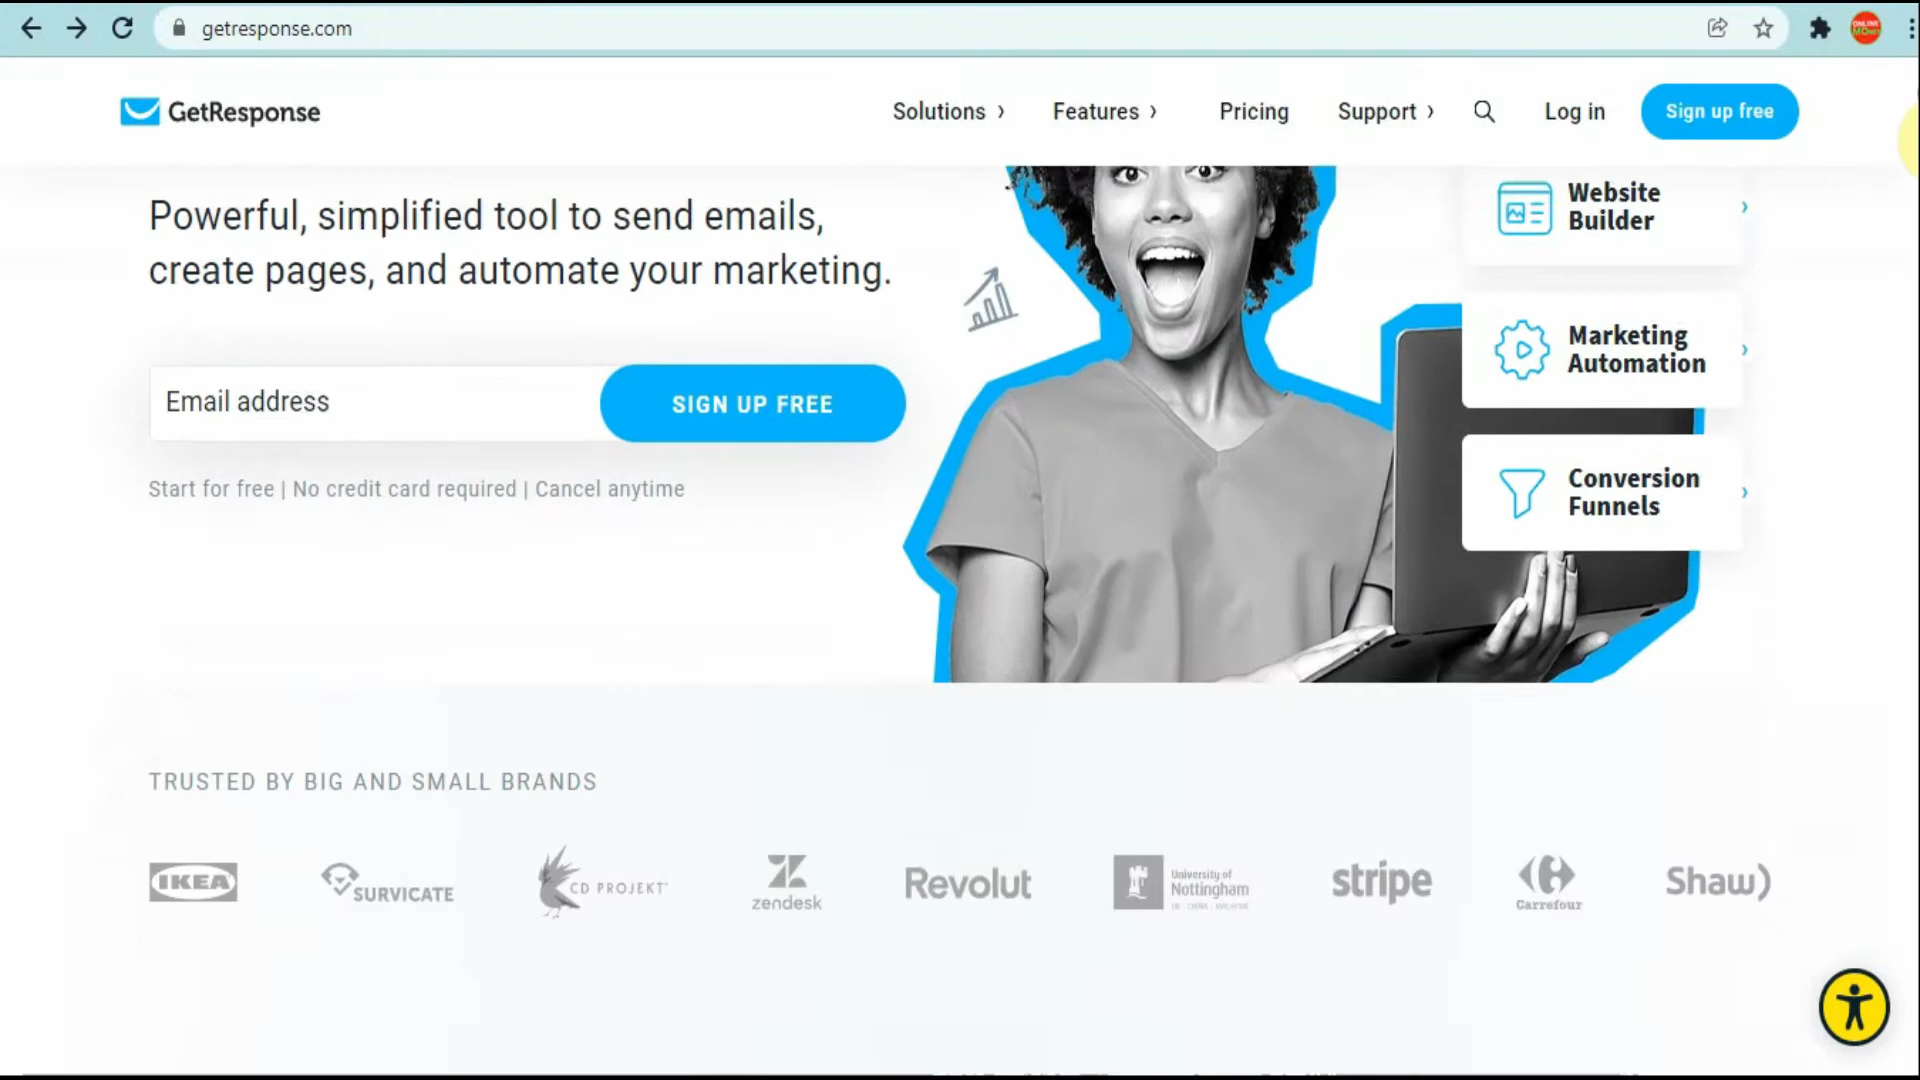 getresponse.com
GetResponse
Solutions
Features
Pricing
Support
Log in
Sign up free
Powerful, simplified tool to send emails,
create pages, and automate your marketing.
Email address
SIGN UP FREE
Start for free | No credit card required | Cancel anytime
Website
Builder
Marketing
Automation
Conversion
Funnels
TRUSTED BY BIG AND SMALL BRANDS
IKEA
SURVICATE
CD PROJEKT
zendesk
Revolut
University of
Nottingham
stripe
Carrefour
Shaw)